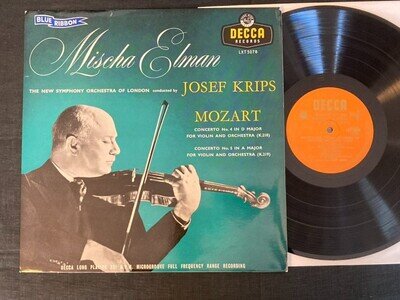 BLUE RIBBON
DECCA
RECORDS
LXT 5078
Mischa Elman
THE NEW SYMPHONY ORCHESTRA OF LONDON conducted by JOSEF KRIPS
MOZART
CONCERTO No. 4 IN D MAJOR
FOR VIOLIN AND ORCHESTRA (K.218)
CONCERTO No. 5 IN A MAJOR
FOR VIOLIN AND ORCHESTRA (K.219)
DECCA LONG PLAYING 33⅓ R.P.M. MICROGROOVE FULL FREQUENCY RANGE RECORDING
DECCA